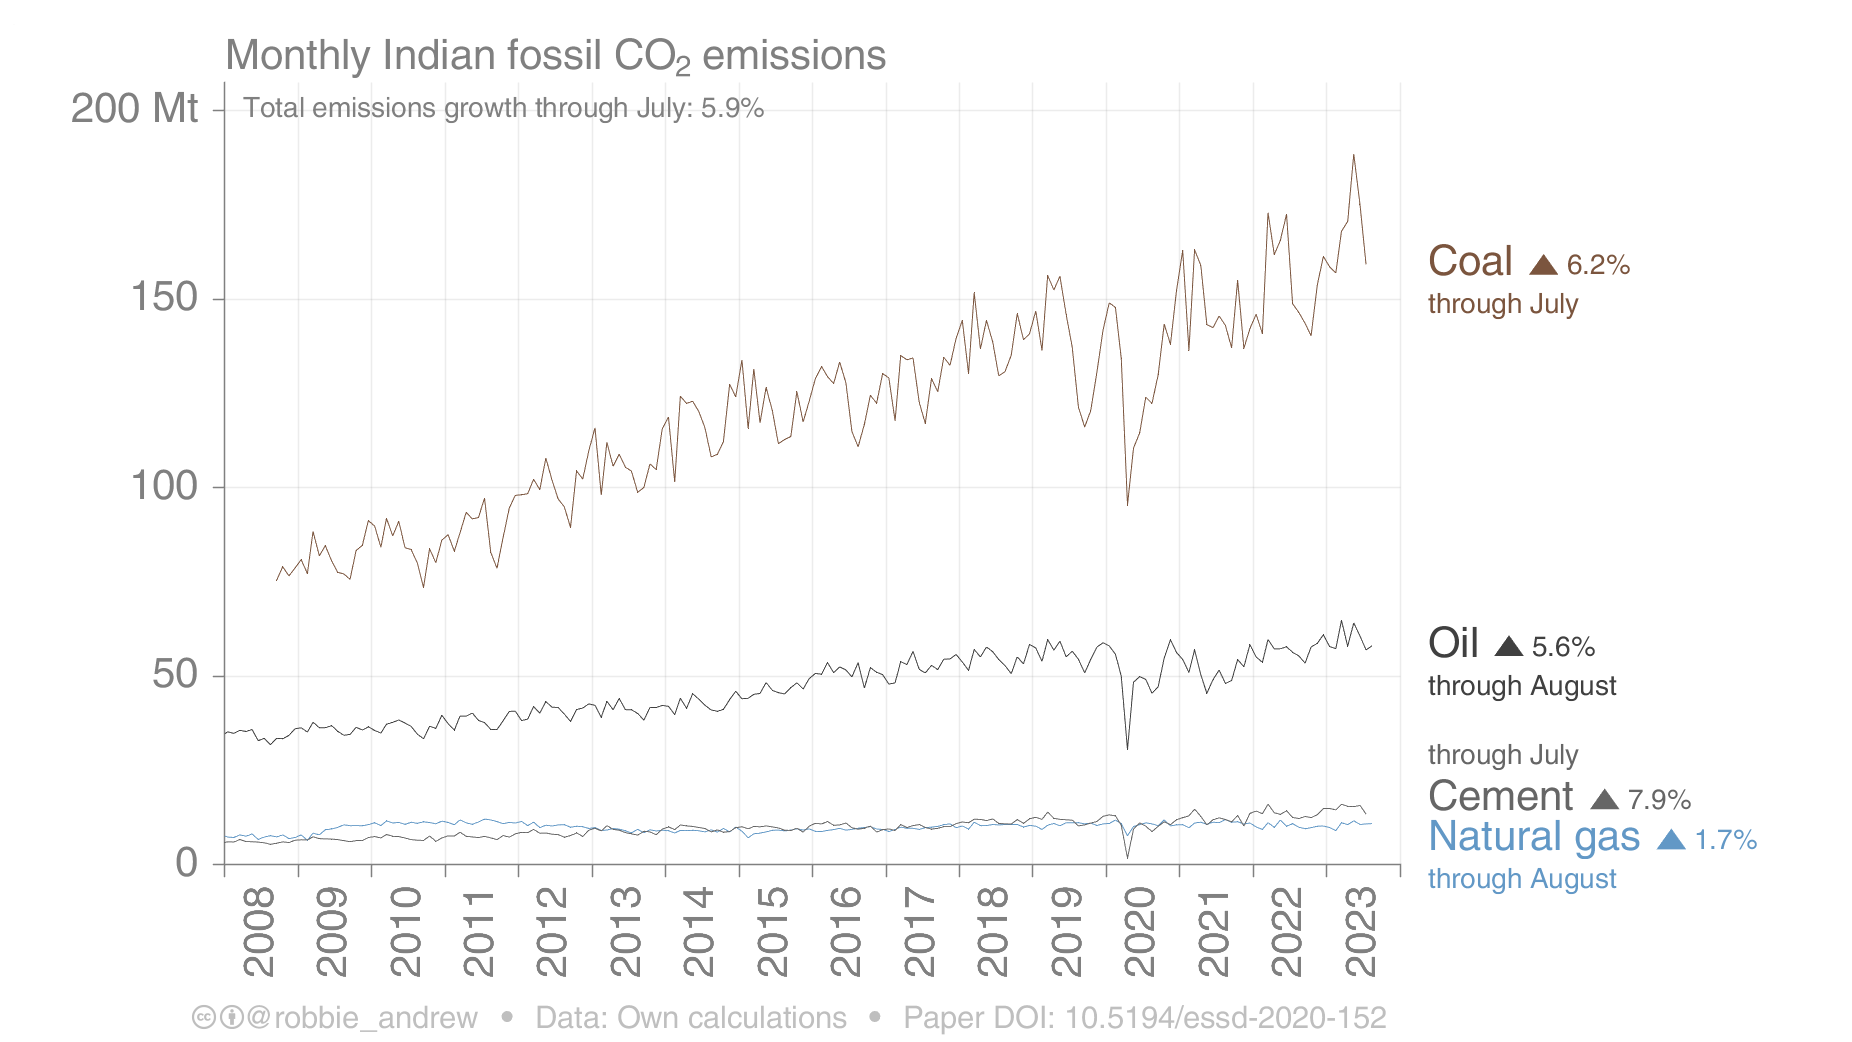 Monthly Indian fossil CO₂ emissions
Total emissions growth through July: 5.9%
200 Mt
150
100
50
0
Coal ▲ 6.2%
through July
Oil ▲ 5.6%
through August
through July
Cement ▲ 7.9%
Natural gas ▲ 1.7%
through August
2008 2009 2010 2011 2012 2013 2014 2015 2016 2017 2018 2019 2020 2021 2022 2023
@robbie_andrew • Data: Own calculations • Paper DOI: 10.5194/essd-2020-152